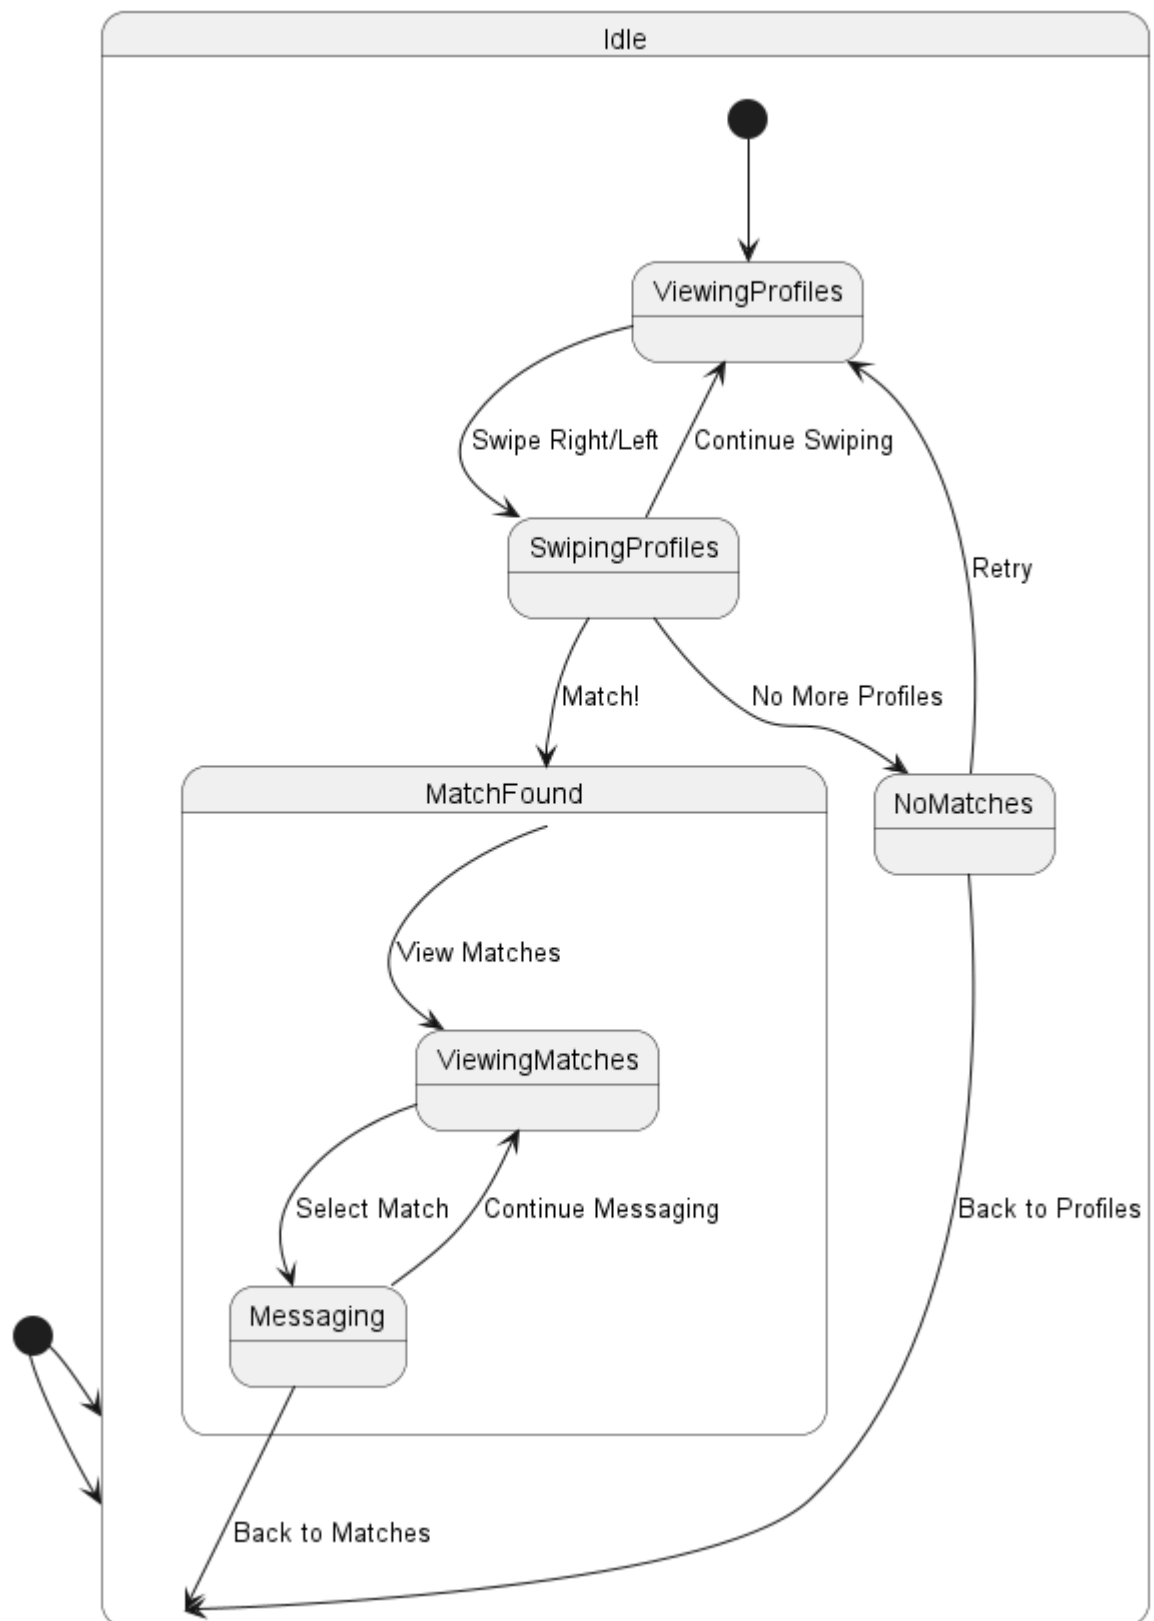 Idle
ViewingProfiles
Swipe Right/Left
Continue Swiping
SwipingProfiles
Retry
Match!
No More Profiles
MatchFound
NoMatches
View Matches
ViewingMatches
Select Match
Continue Messaging
Back to Profiles
Messaging
Back to Matches